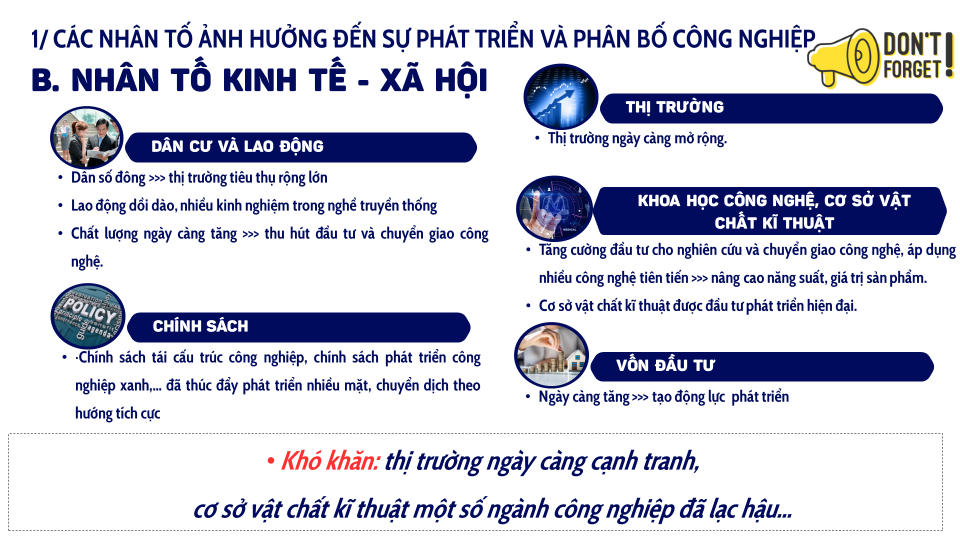 1/ CÁC NHÂN TỐ ẢNH HƯỞNG ĐẾN SỰ PHÁT TRIỂN VÀ PHÂN BỐ CÔNG NGHIỆP
DON'T
FORGET!
B. NHÂN TỐ KINH TẾ - XÃ HỘI
DÂN CƯ VÀ LAO ĐỘNG
• Dân số đông >>> thị trường tiêu thụ rộng lớn
• Lao động dồi dào, nhiều kinh nghiệm trong nghề truyền thống
• Chất lượng ngày càng tăng >>> thu hút đầu tư và chuyển giao công
nghệ.
POLICY
principle
agenda
CHÍNH SÁCH
• -Chính sách tái cấu trúc công nghiệp, chính sách phát triển công
nghiệp xanh,... đã thúc đẩy phát triển nhiều mặt, chuyển dịch theo
hướng tích cực
THỊ TRƯỜNG
• Thị trường ngày càng mở rộng.
MEDICAL
KHOA HỌC CÔNG NGHỆ, CƠ SỞ VẬT
CHẤT KĨ THUẬT
• Tăng cường đầu tư cho nghiên cứu và chuyển giao công nghệ, áp dụng
nhiều công nghệ tiên tiến >>> nâng cao năng suất, giá trị sản phẩm.
• Cơ sở vật chất kĩ thuật được đầu tư phát triển hiện đại.
VỐN ĐẦU TƯ
• Ngày càng tăng >>> tạo động lực phát triển
• Khó khăn: thị trường ngày càng cạnh tranh,
cơ sở vật chất kĩ thuật một số ngành công nghiệp đã lạc hậu...